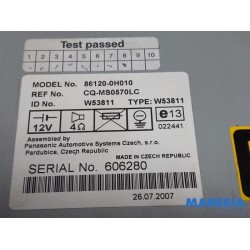 Test passed
1 2 3 4 5 6 7 8 9 10
MODEL No. 86120-0H010
REF No. CQ-MS0570LC
ID No. W53811 TYPE: W53811
12V 4Ω
e13
022441
Assembled by
Panasonic Automotive Systems Czech, s.r.o.
Pardubice, Czech Republic
MADE IN CZECH REPUBLIC
SERIAL No. 606280
26.07.2007